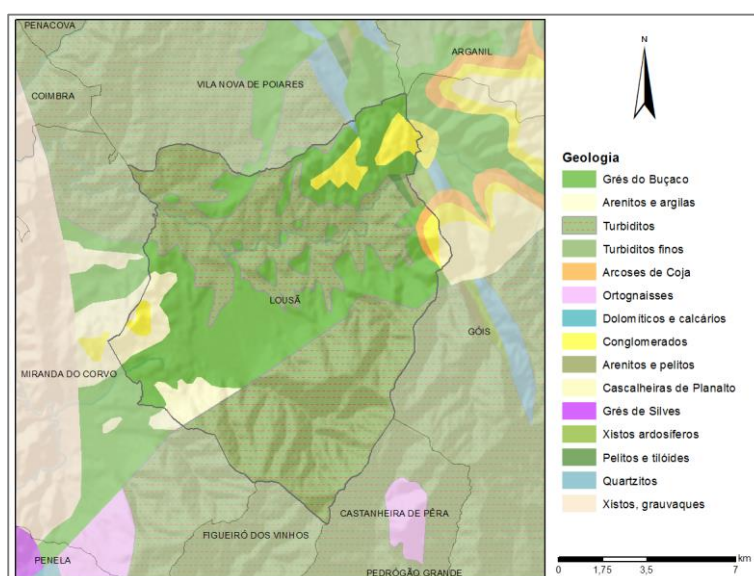 PENACOVA
ARGANIL
VILA NOVA DE POIARES
COIMBRA
LOUSÃ
GÓIS
MIRANDA DO CORVO
CASTANHEIRA DE PÊRA
FIGUEIRÓ DOS VINHOS
PENELA
PEDRÓGÃO GRANDE
N
Geologia
Grés do Buçaco
Arenitos e argilas
Turbiditos
Turbiditos finos
Arcoses de Coja
Ortognaisses
Dolomíticos e calcários
Conglomerados
Arenitos e pelitos
Cascalheiras de Planalto
Grés de Silves
Xistos ardosíferos
Pelitos e tilóides
Quartzitos
Xistos, grauvaques
km
0 1,75 3,5 7